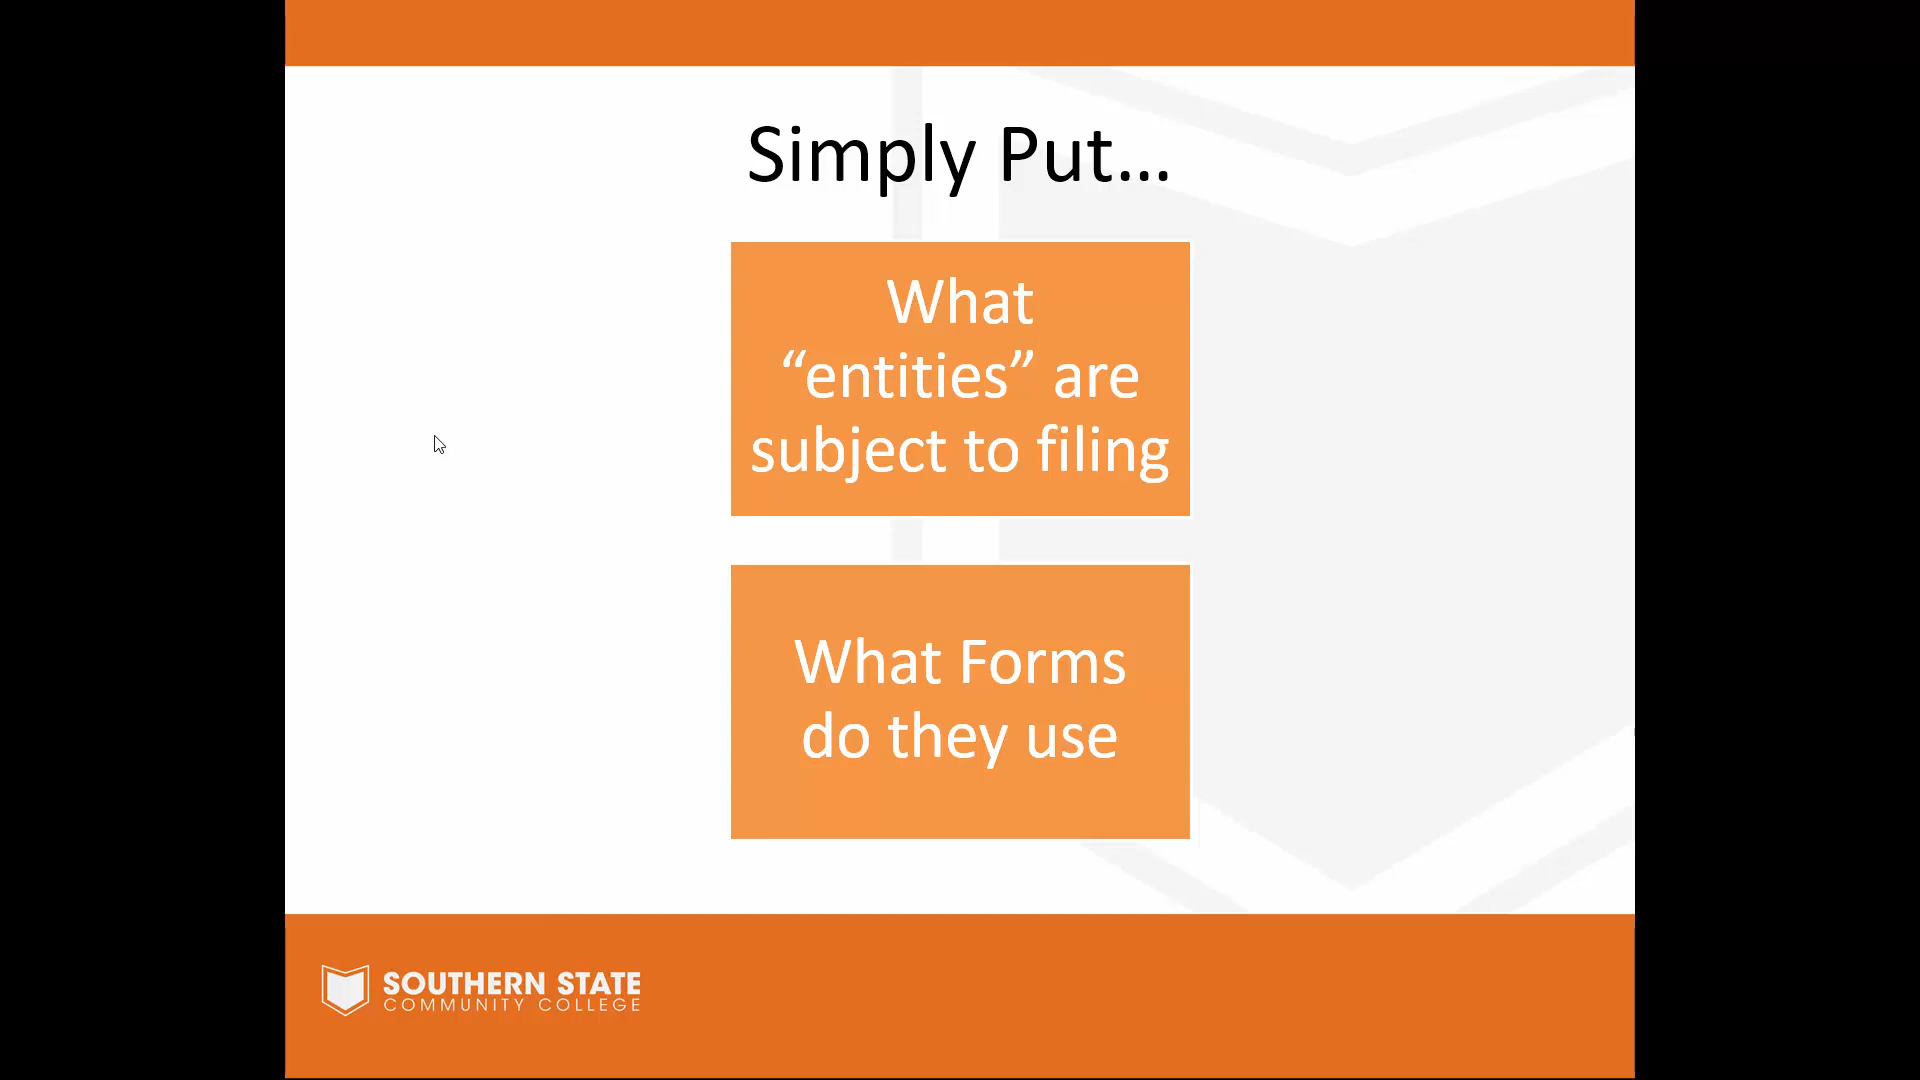 Simply Put...
What
“entities” are
subject to filing
What Forms
do they use
SOUTHERN STATE
COMMUNITY COLLEGE